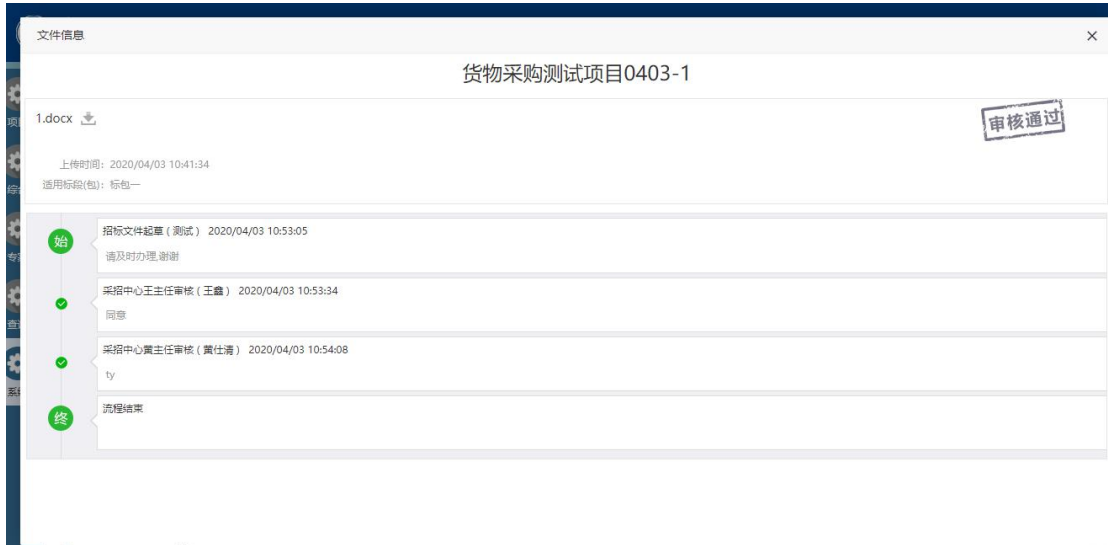 文件信息
货物采购测试项目0403-1
1.docx
审核通过
上传时间：2020/04/03 10:41:34
适用标段(包)：标包一
始
招标文件起草（测试） 2020/04/03 10:53:05
请及时办理,谢谢
采招中心王主任审核（王鑫） 2020/04/03 10:53:34
同意
采招中心黄主任审核（黄仕清） 2020/04/03 10:54:08
ty
终
流程结束